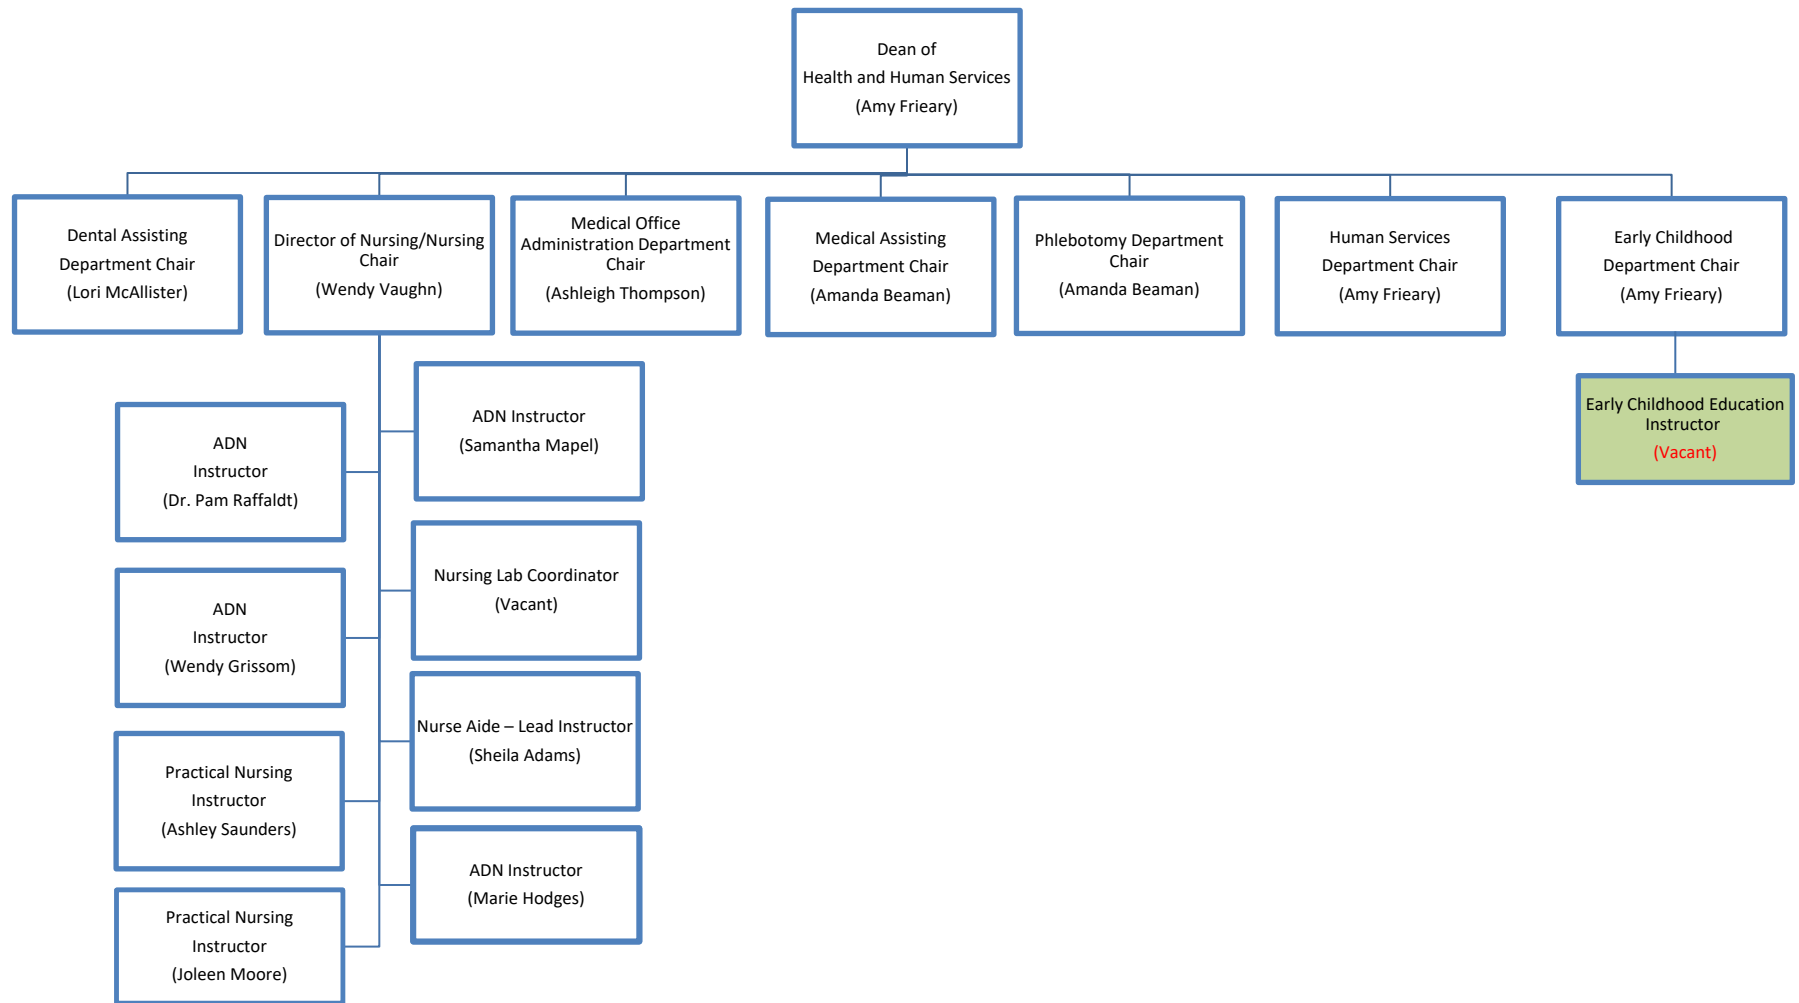 Dean of
Health and Human Services
(Amy Frieary)
Dental Assisting
Department Chair
(Lori McAllister)
Director of Nursing/Nursing
Chair
(Wendy Vaughn)
Medical Office
Administration Department
Chair
(Ashleigh Thompson)
Medical Assisting
Department Chair
(Amanda Beaman)
Phlebotomy Department
Chair
(Amanda Beaman)
Human Services
Department Chair
(Amy Frieary)
Early Childhood
Department Chair
(Amy Frieary)
Early Childhood Education
Instructor
(Vacant)
ADN
Instructor
(Dr. Pam Raffaldt)
ADN Instructor
(Samantha Mapel)
ADN
Instructor
(Wendy Grissom)
Nursing Lab Coordinator
(Vacant)
Practical Nursing
Instructor
(Ashley Saunders)
Nurse Aide – Lead Instructor
(Sheila Adams)
Practical Nursing
Instructor
(Joleen Moore)
ADN Instructor
(Marie Hodges)